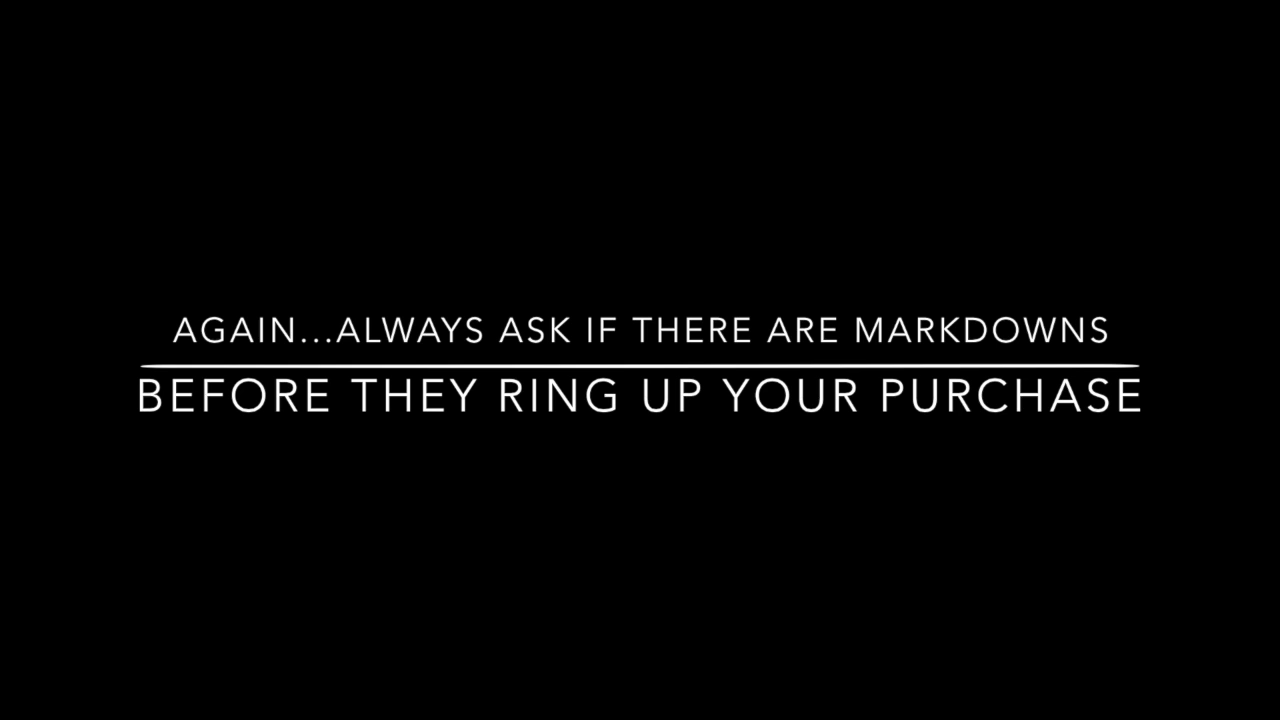 AGAIN...ALWAYS ASK IF THERE ARE MARKDOWNS
BEFORE THEY RING UP YOUR PURCHASE